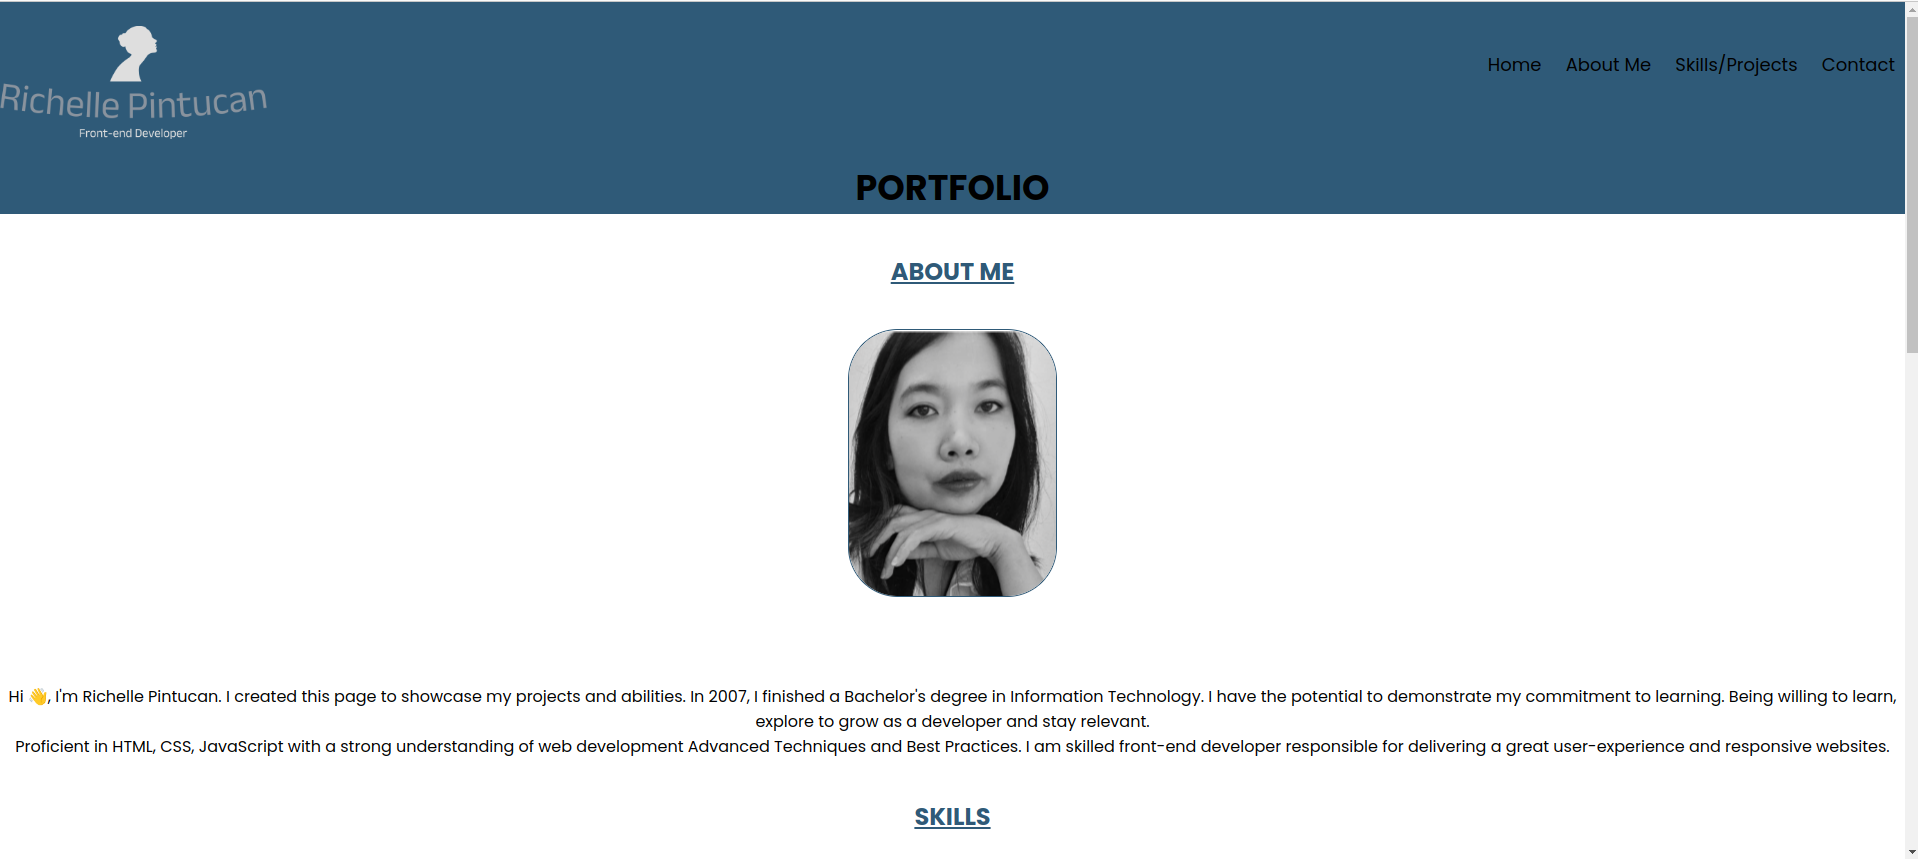 Richelle Pintucan
Front-end Developer
Home About Me Skills/Projects Contact
PORTFOLIO
ABOUT ME
Hi 👋, I'm Richelle Pintucan. I created this page to showcase my projects and abilities. In 2007, I finished a Bachelor's degree in Information Technology. I have the potential to demonstrate my commitment to learning. Being willing to learn,
explore to grow as a developer and stay relevant.
Proficient in HTML, CSS, JavaScript with a strong understanding of web development Advanced Techniques and Best Practices. I am skilled front-end developer responsible for delivering a great user-experience and responsive websites.
SKILLS